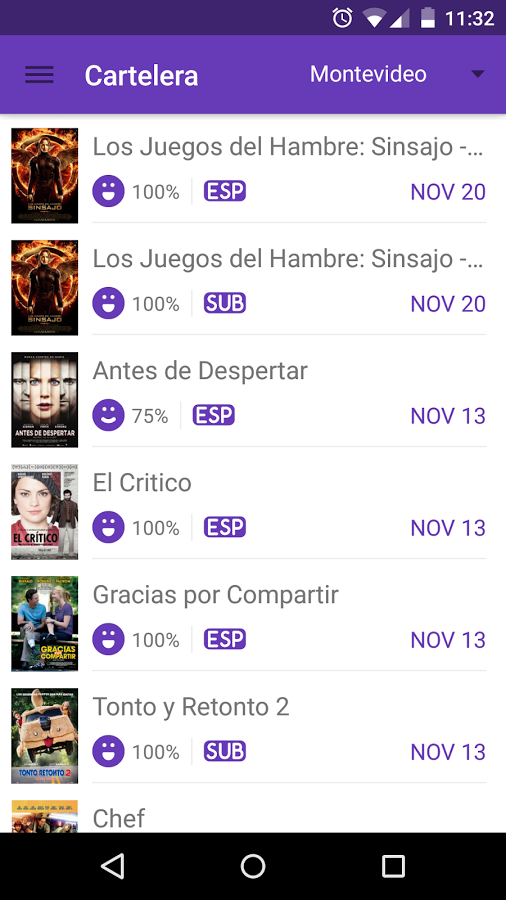 11:32
Cartelera
Montevideo
Los Juegos del Hambre: Sinsajo -...
100% ESP NOV 20
SINSAJO
Los Juegos del Hambre: Sinsajo -...
100% SUB NOV 20
SINSAJO
Antes de Despertar
75% ESP NOV 13
ANTES DE DESPERTAR
El Critico
100% ESP NOV 13
EL CRÍTICO
Gracias por Compartir
100% ESP NOV 13
GRACIAS
COMPARTIR
Tonto y Retonto 2
100% SUB NOV 13
TONTO, RETONTO 2
Chef